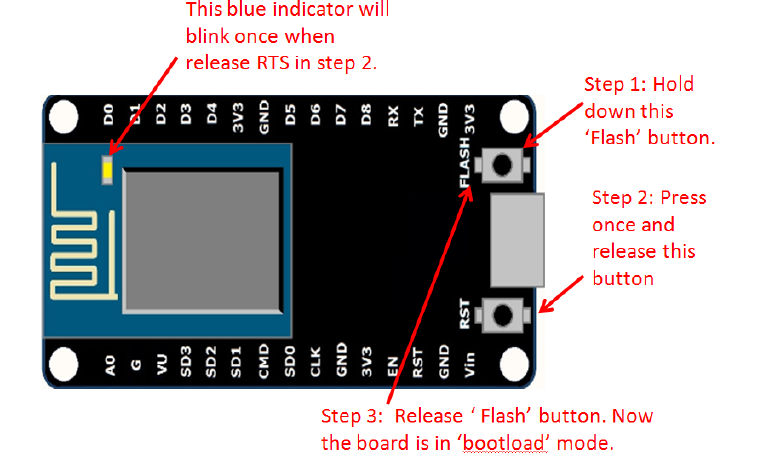 This blue indicator will
blink once when
release RTS in step 2.
Step 1: Hold
down this
‘Flash’ button.
D0 D1 D2 D3 D4 3V3 GND D5 D6 D7 D8 RX TX GND 3V3
FLASH
Step 2: Press
once and
release this
button
RST
A0 G VU SD3 SD2 SD1 CMD SD0 CLK GND 3V3 EN RST GND Vin
Step 3: Release ‘ Flash’ button. Now
the board is in ‘bootload’ mode.